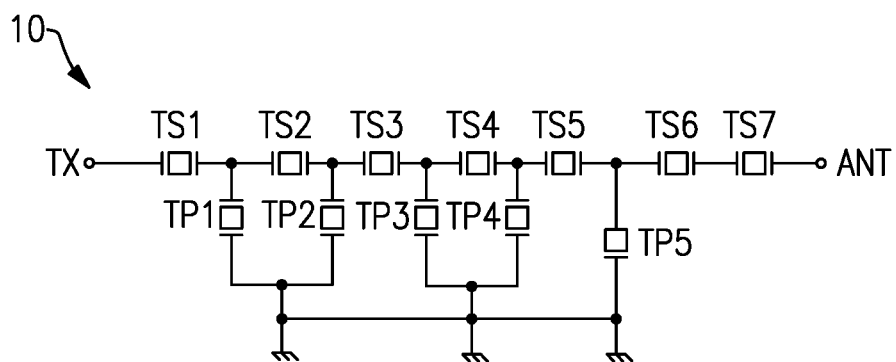 10
TS1 TS2 TS3 TS4 TS5 TS6 TS7
TX ANT
TP1 TP2 TP3 TP4
TP5